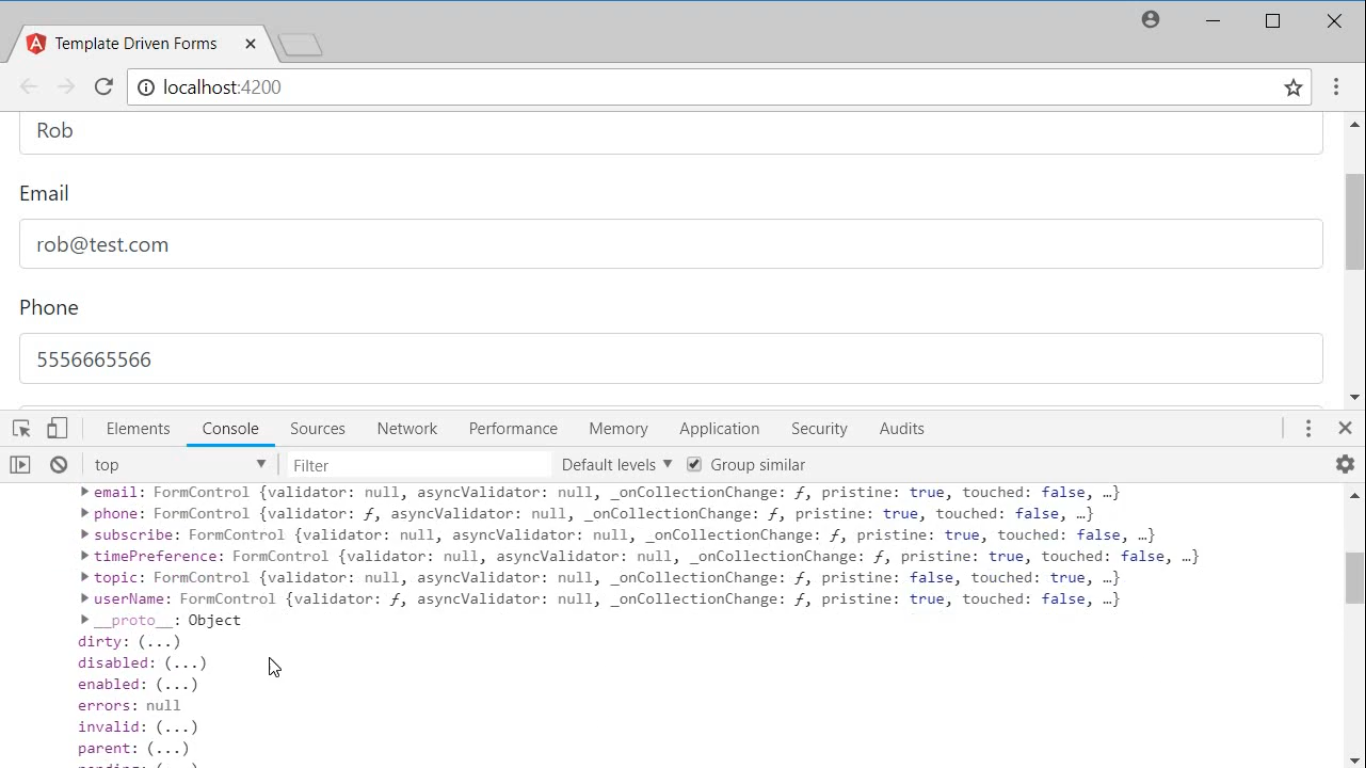 Template Driven Forms
localhost:4200
Rob
Email
rob@test.com
Phone
5556665566
Elements Console Sources Network Performance Memory Application Security Audits
top Filter Default levels Group similar
email: FormControl {validator: null, asyncValidator: null, _onCollectionChange: ƒ, pristine: true, touched: false, …}
phone: FormControl {validator: ƒ, asyncValidator: null, _onCollectionChange: ƒ, pristine: true, touched: false, …}
subscribe: FormControl {validator: null, asyncValidator: null, _onCollectionChange: ƒ, pristine: true, touched: false, …}
timePreference: FormControl {validator: null, asyncValidator: null, _onCollectionChange: ƒ, pristine: true, touched: false, …}
topic: FormControl {validator: null, asyncValidator: null, _onCollectionChange: ƒ, pristine: false, touched: true, …}
userName: FormControl {validator: ƒ, asyncValidator: null, _onCollectionChange: ƒ, pristine: true, touched: false, …}
__proto__: Object
dirty: (...)
disabled: (...)
enabled: (...)
errors: null
invalid: (...)
parent: (...)